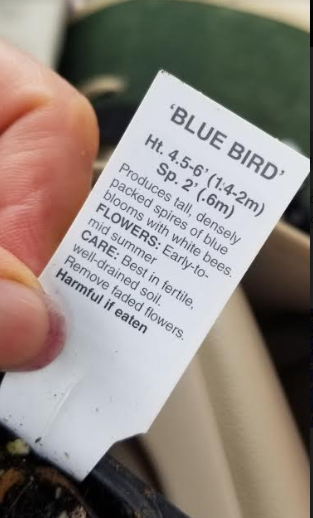 'BLUE BIRD'
Ht. 4.5-6' (1.4-2m)
Sp. 2' (.6m)
Produces tall, densely
packed spires of blue
blooms with white bees.
FLOWERS: Early-to-
mid summer
CARE: Best in fertile,
well-drained soil.
Remove faded flowers.
Harmful if eaten